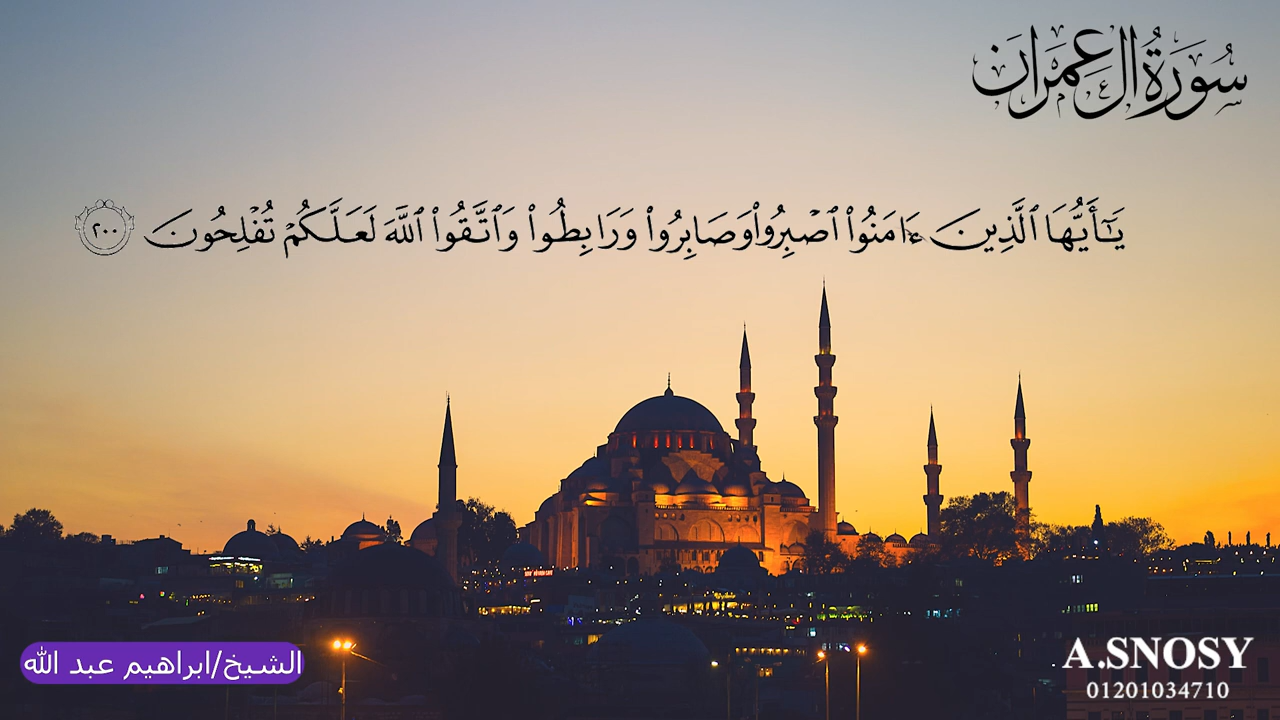 سُورَةُ آلِ عِمْرَانَ
يَـٰٓأَيُّهَا ٱلَّذِينَ ءَامَنُوا۟ ٱصْبِرُوا۟ وَصَابِرُوا۟ وَرَابِطُوا۟ وَٱتَّقُوا۟ ٱللَّهَ لَعَلَّكُمْ تُفْلِحُونَ ٢٠٠
الشيخ/ابراهيم عبد الله
A.SNOSY
01201034710